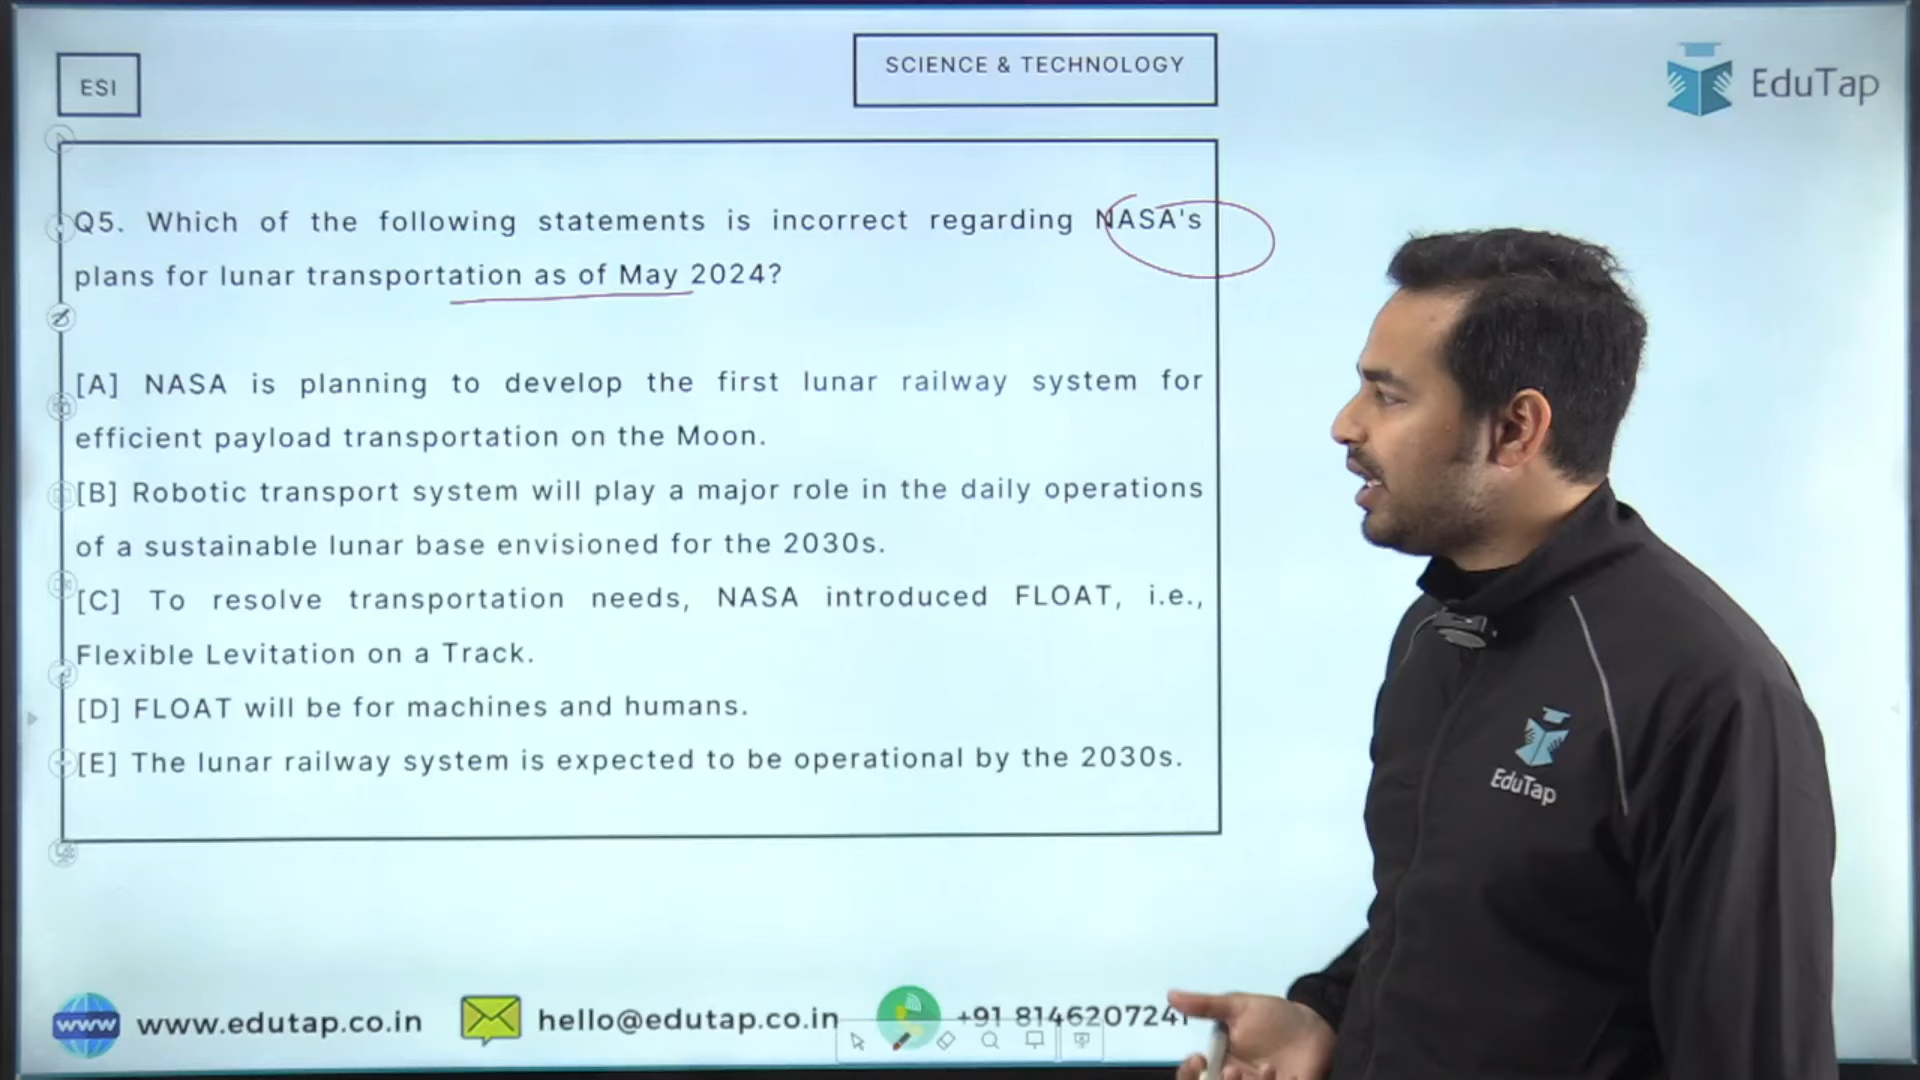 ESI
SCIENCE & TECHNOLOGY
EduTap
Q5. Which of the following statements is incorrect regarding NASA's
plans for lunar transportation as of May 2024?
[A] NASA is planning to develop the first lunar railway system for
efficient payload transportation on the Moon.
[B] Robotic transport system will play a major role in the daily operations
of a sustainable lunar base envisioned for the 2030s.
[C] To resolve transportation needs, NASA introduced FLOAT, i.e.,
Flexible Levitation on a Track.
[D] FLOAT will be for machines and humans.
[E] The lunar railway system is expected to be operational by the 2030s.
EduTap
www
www.edutap.co.in
hello@edutap.co.in
+91 8146207241